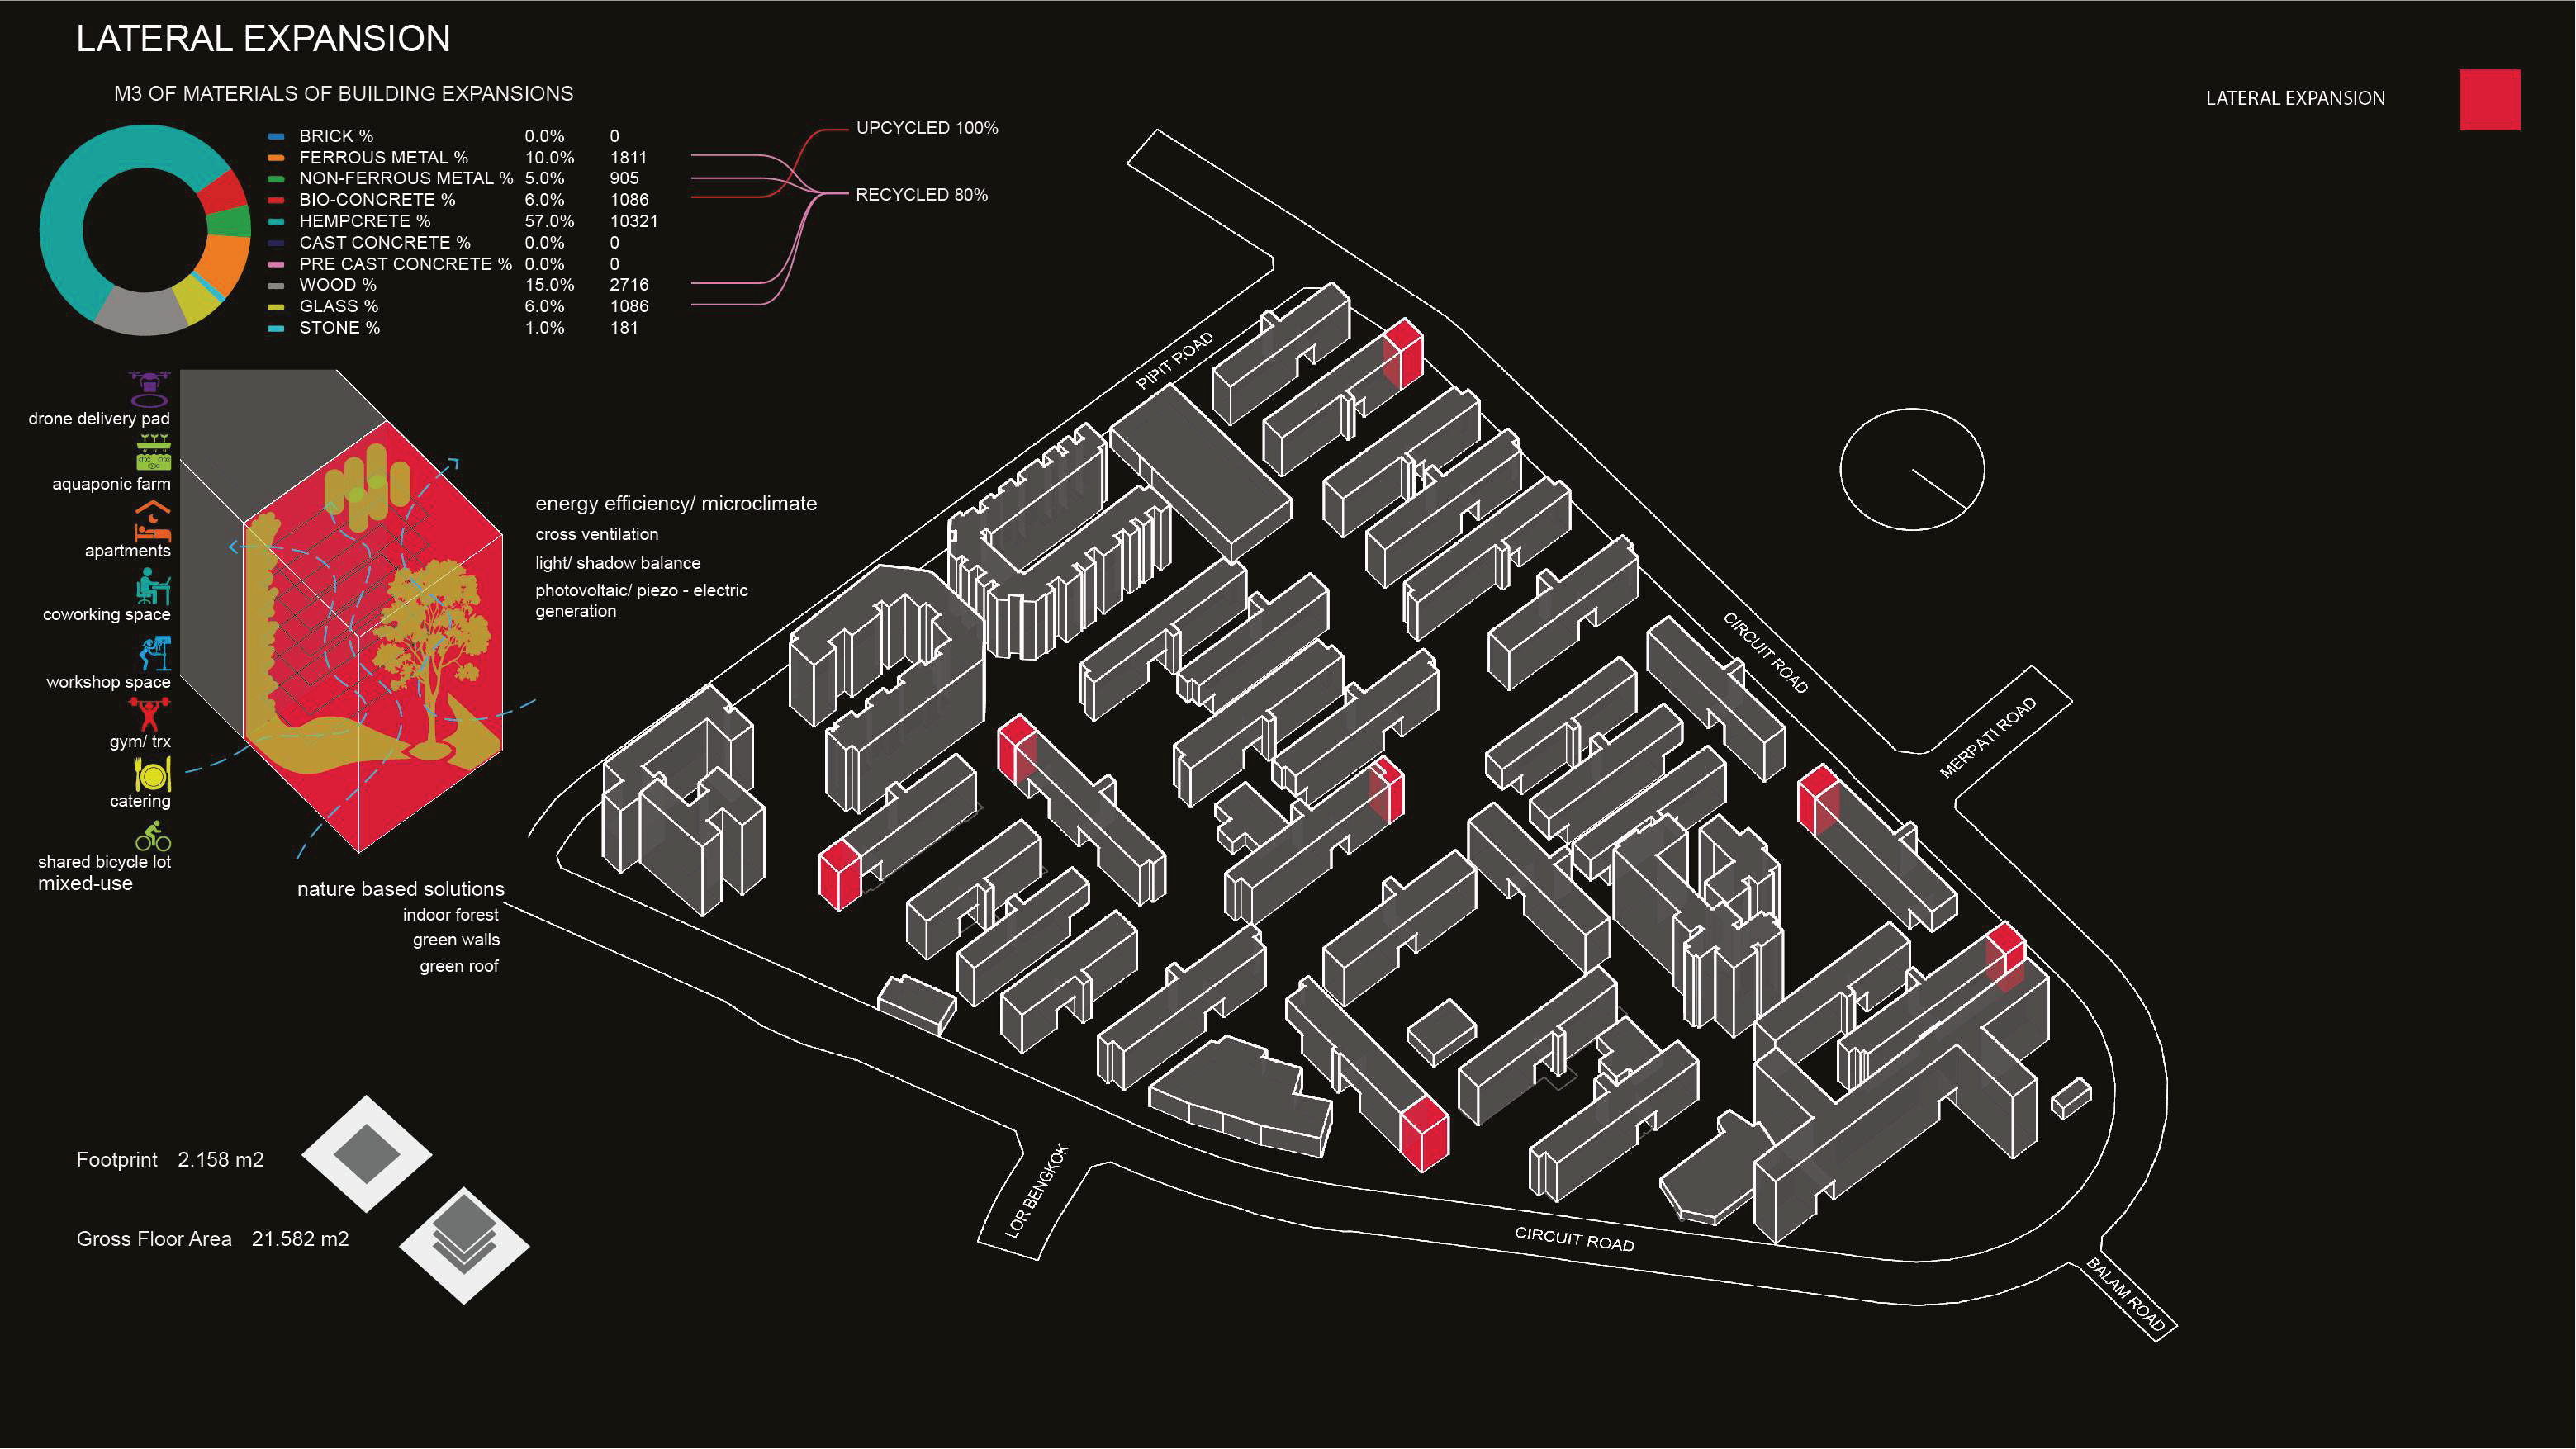 LATERAL EXPANSION
M3 OF MATERIALS OF BUILDING EXPANSIONS
BRICK % 0.0% 0
FERROUS METAL % 10.0% 1811
NON-FERROUS METAL % 5.0% 905
BIO-CONCRETE % 6.0% 1086
HEMPCRETE % 57.0% 10321
CAST CONCRETE % 0.0% 0
PRE CAST CONCRETE % 0.0% 0
WOOD % 15.0% 2716
GLASS % 6.0% 1086
STONE % 1.0% 181
UPCYCLED 100%
RECYCLED 80%
LATERAL EXPANSION
drone delivery pad
aquaponic farm
apartments
coworking space
workshop space
gym/ trx
catering
shared bicycle lot
mixed-use
energy efficiency/ microclimate
cross ventilation
light/ shadow balance
photovoltaic/ piezo - electric
generation
nature based solutions
indoor forest
green walls
green roof
PIPIT ROAD
CIRCUIT ROAD
MERPATI ROAD
LOR BENGKOK
CIRCUIT ROAD
BALAM ROAD
Footprint 2.158 m2
Gross Floor Area 21.582 m2